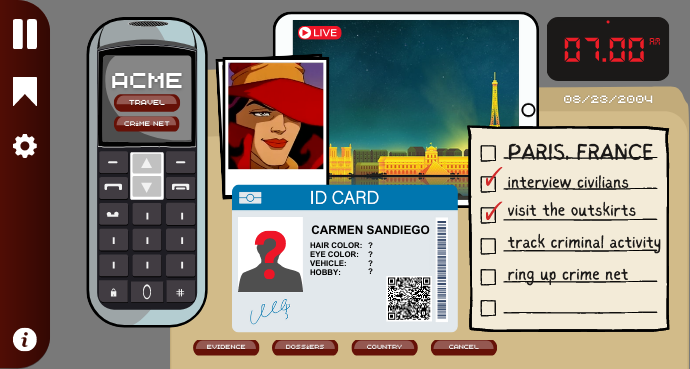 LIVE
07.00 AM
08/23/2004
ACME
TRAVEL
CRIME NET
ID CARD
CARMEN SANDIEGO
HAIR COLOR: ?
EYE COLOR: ?
VEHICLE: ?
HOBBY: ?
PARIS, FRANCE
interview civilians
visit the outskirts
track criminal activity
ring up crime net
EVIDENCE
DOSSIERS
COUNTRY
CANCEL